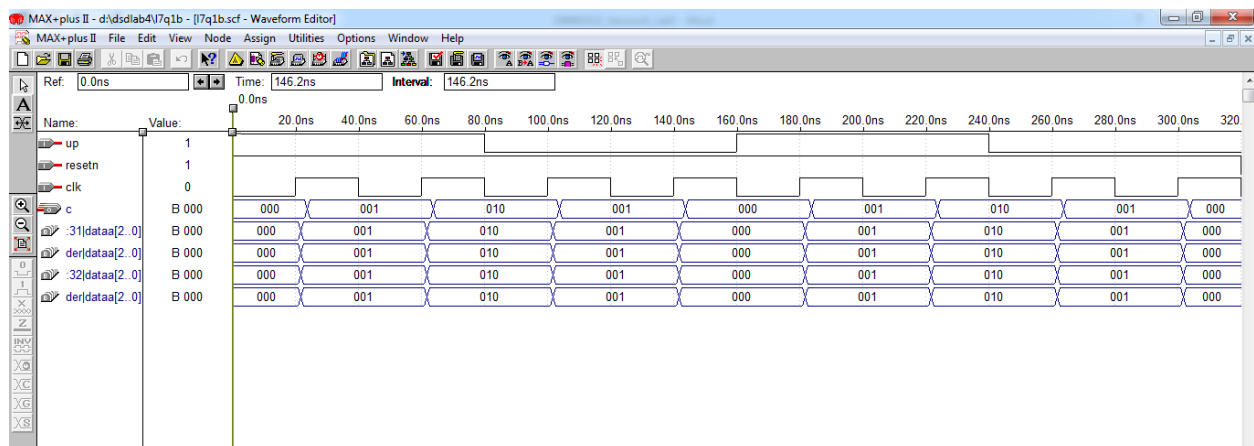 MAX+plus II - d:\dsdlab4\l7q1b - [l7q1b.scf - Waveform Editor]
MAX+plus II File Edit View Node Assign Utilities Options Window Help
Ref: 0.0ns Time: 146.2ns Interval: 146.2ns
0.0ns
Name: Value: 20.0ns 40.0ns 60.0ns 80.0ns 100.0ns 120.0ns 140.0ns 160.0ns 180.0ns 200.0ns 220.0ns 240.0ns 260.0ns 280.0ns 300.0ns 320.
up 1
resetn 1
clk 0
c B 000 000 001 010 001 000 001 010 001 000
:31|dataa[2..0] B 000 000 001 010 001 000 001 010 001 000
der|dataa[2..0] B 000 000 001 010 001 000 001 010 001 000
:32|dataa[2..0] B 000 000 001 010 001 000 001 010 001 000
der|dataa[2..0] B 000 000 001 010 001 000 001 010 001 000